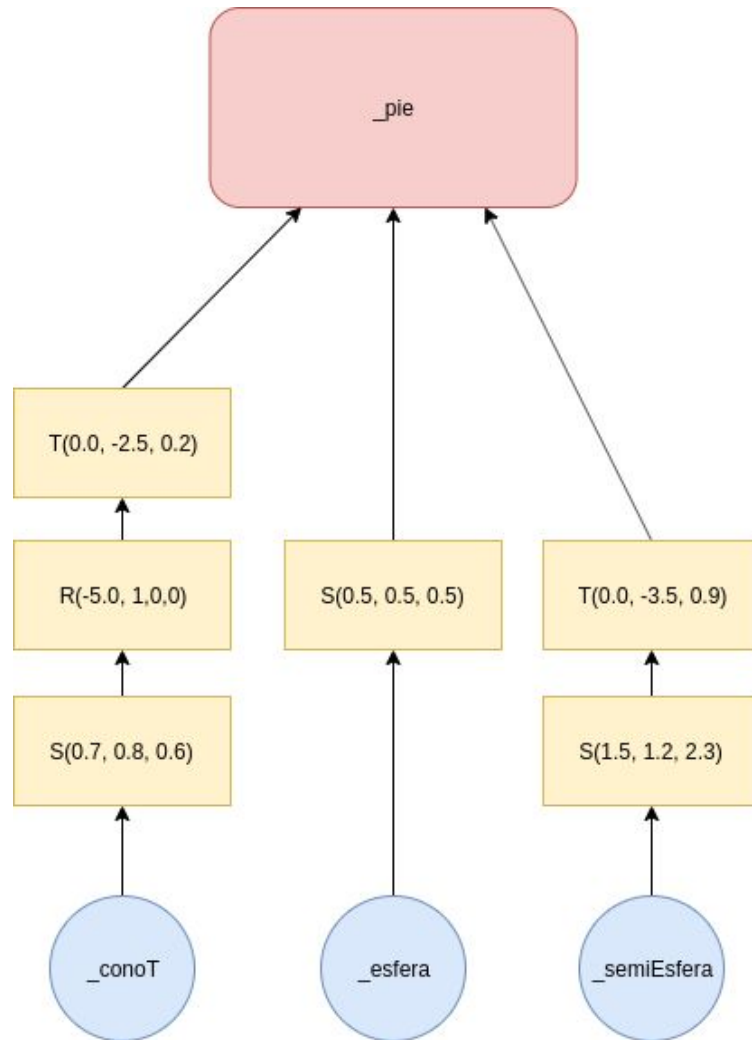 _pie
T(0.0, -2.5, 0.2)
R(-5.0, 1,0,0)
S(0.5, 0.5, 0.5)
T(0.0, -3.5, 0.9)
S(0.7, 0.8, 0.6)
S(1.5, 1.2, 2.3)
_conoT
_esfera
_semiEsfera